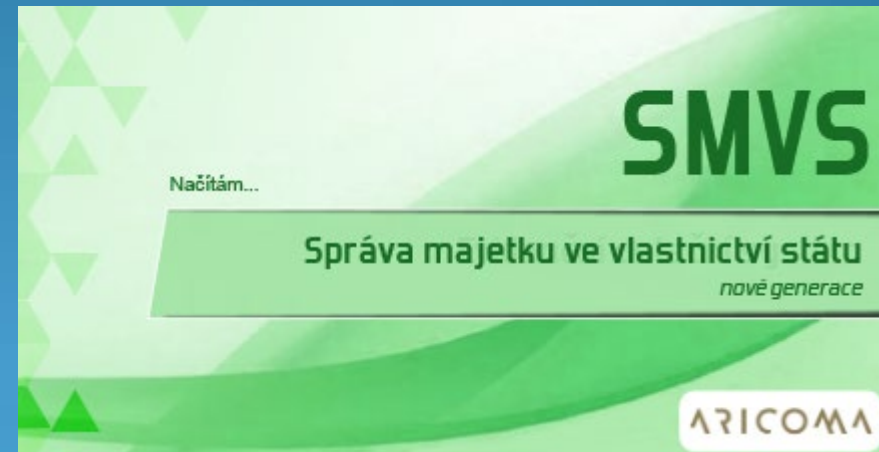 SMVS
Načítám...
Správa majetku ve vlastnictví státu
nové generace
ARICOMA